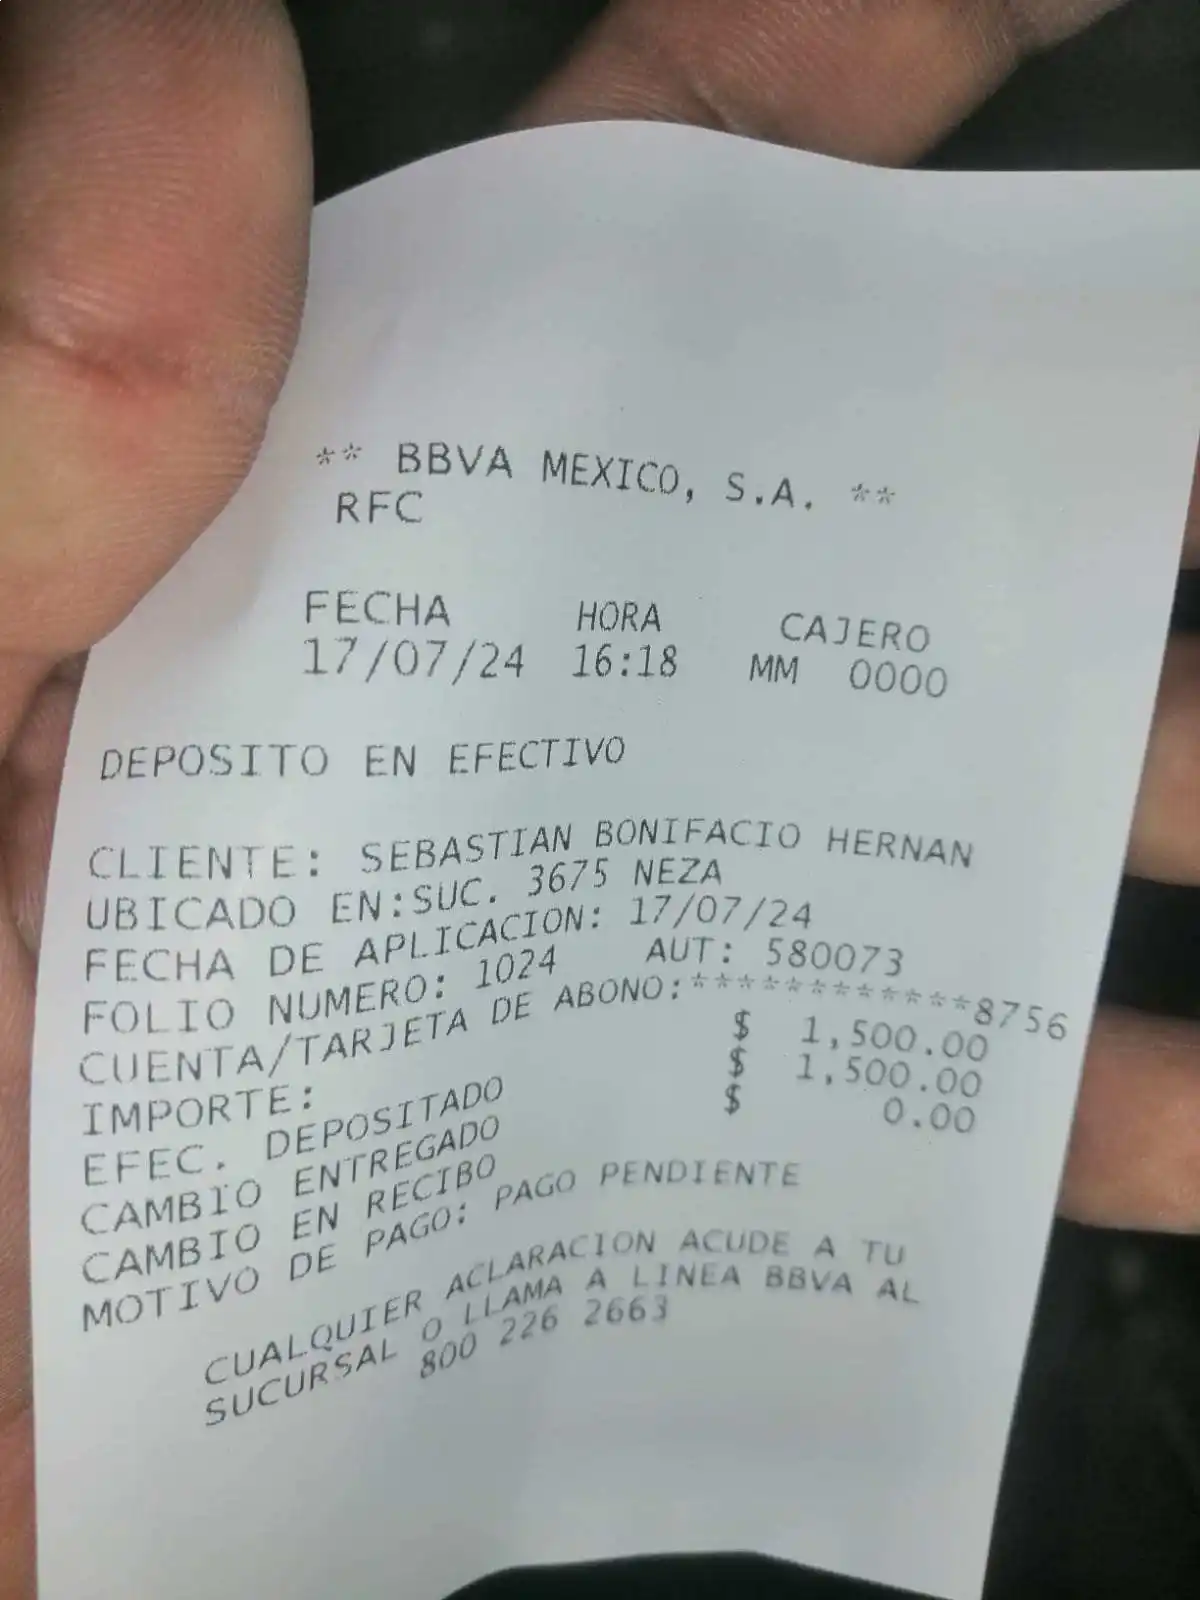 ** BBVA MEXICO, S.A. **
RFC
FECHA HORA CAJERO
17/07/24 16:18 MM 0000
DEPOSITO EN EFECTIVO
CLIENTE: SEBASTIAN BONIFACIO HERNAN
UBICADO EN:SUC. 3675 NEZA
FECHA DE APLICACION: 17/07/24
FOLIO NUMERO: 1024 AUT: 580073
CUENTA/TARJETA DE ABONO:************8756
IMPORTE: $ 1,500.00
EFEC. DEPOSITADO $ 1,500.00
CAMBIO ENTREGADO $ 0.00
CAMBIO EN RECIBO
MOTIVO DE PAGO: PAGO PENDIENTE
CUALQUIER ACLARACION ACUDE A TU
SUCURSAL O LLAMA A LINEA BBVA AL
800 226 2663